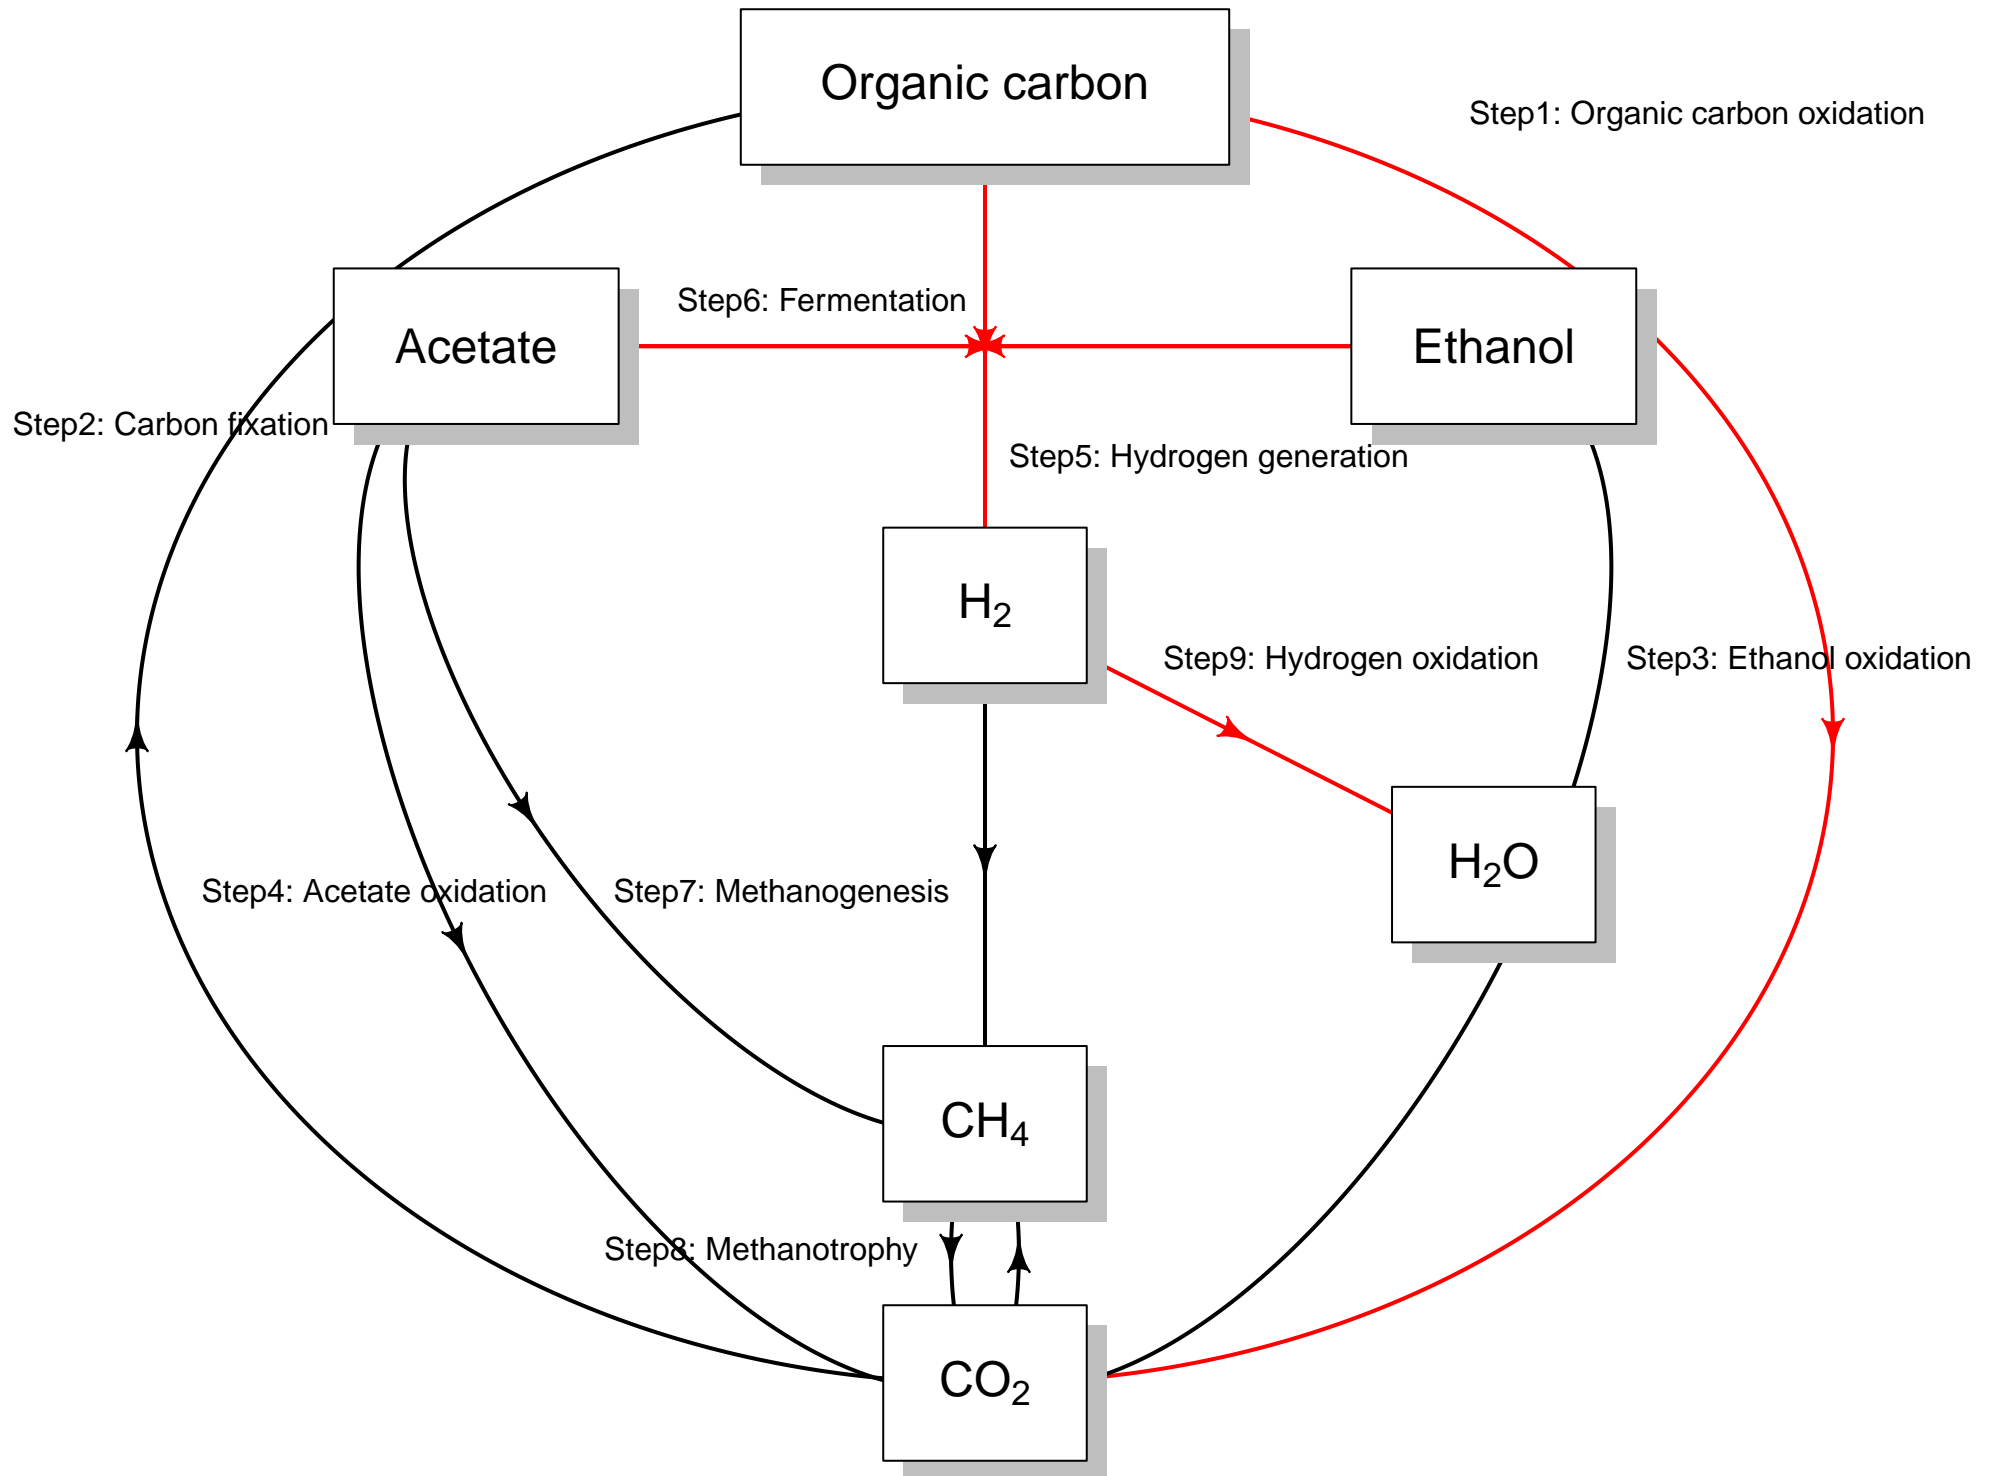 Organic carbon
Step1: Organic carbon oxidation
Step6: Fermentation
Acetate
Ethanol
Step2: Carbon fixation
Step5: Hydrogen generation
H₂
Step9: Hydrogen oxidation
Step3: Ethanol oxidation
H₂O
Step4: Acetate oxidation
Step7: Methanogenesis
CH₄
Step8: Methanotrophy
CO₂